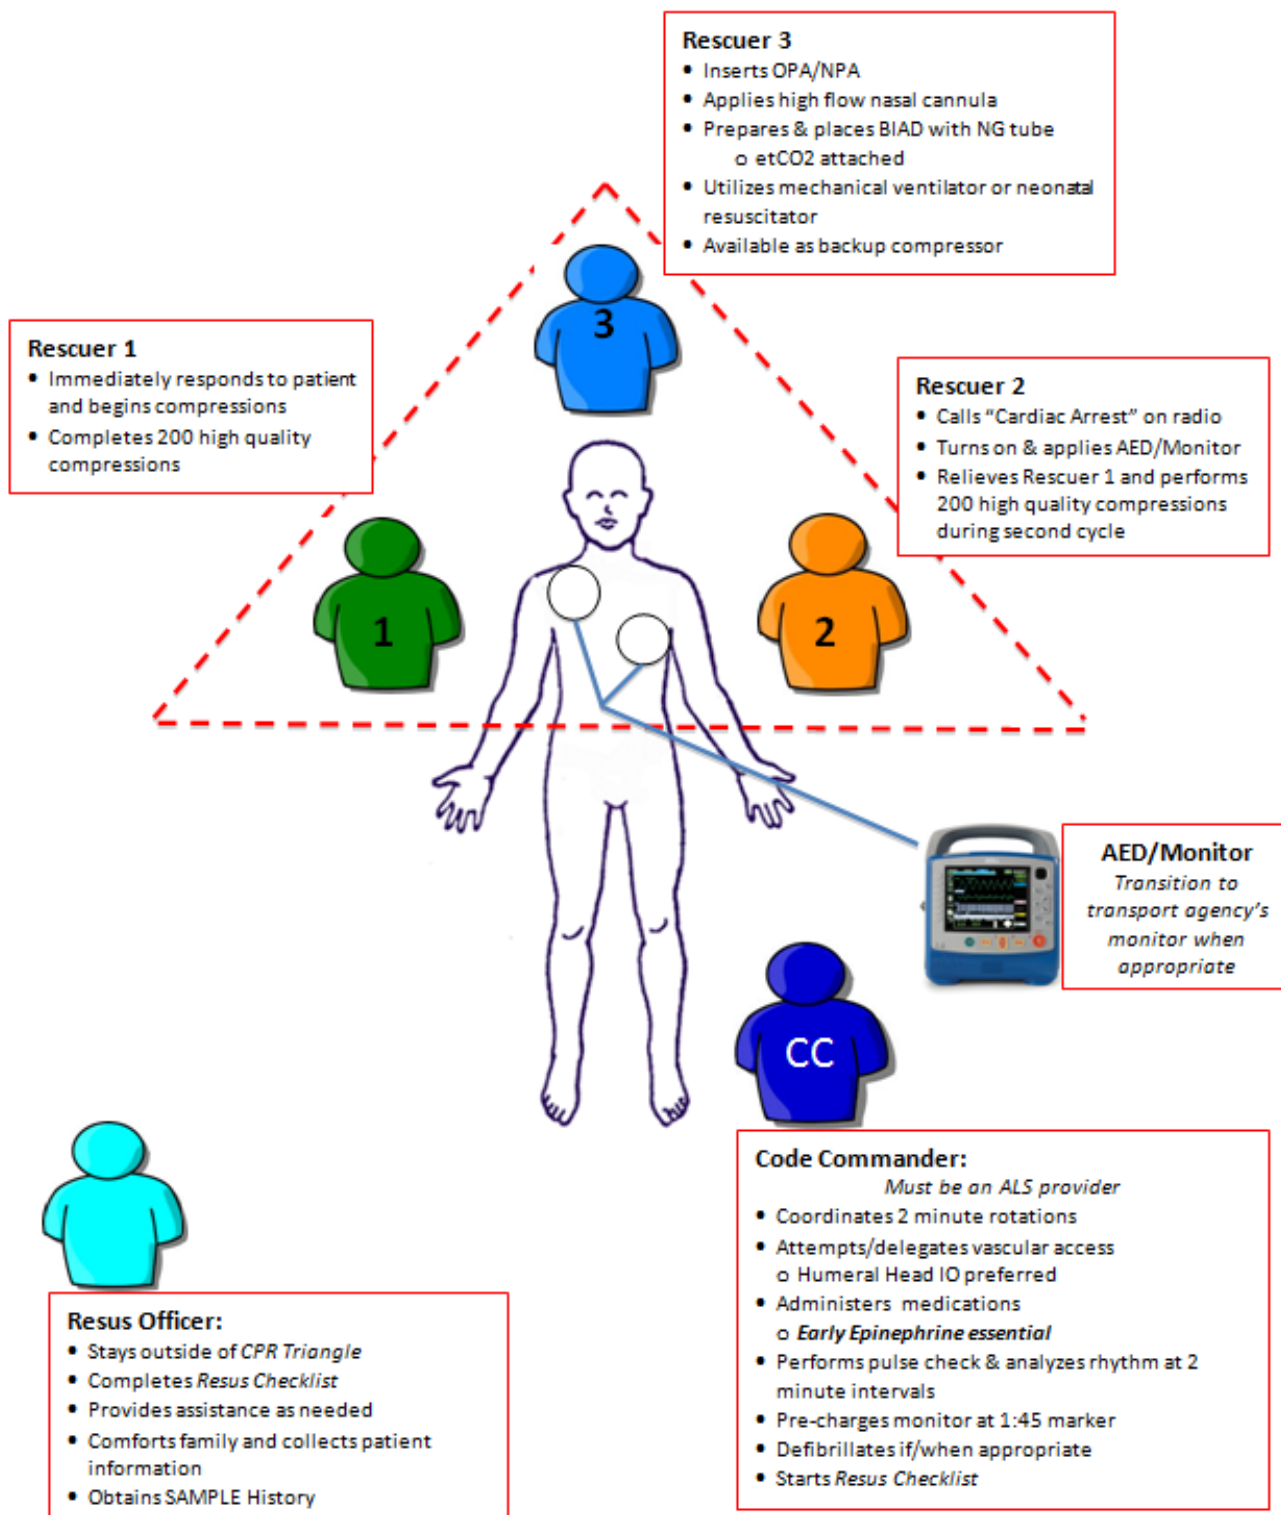 Rescuer 3
• Inserts OPA/NPA
• Applies high flow nasal cannula
• Prepares & places BIAD with NG tube
o etCO2 attached
• Utilizes mechanical ventilator or neonatal
resuscitator
• Available as backup compressor
3
Rescuer 1
• Immediately responds to patient
and begins compressions
• Completes 200 high quality
compressions
Rescuer 2
• Calls “Cardiac Arrest” on radio
• Turns on & applies AED/Monitor
• Relieves Rescuer 1 and performs
200 high quality compressions
during second cycle
1
2
AED/Monitor
Transition to
transport agency’s
monitor when
appropriate
CC
Code Commander:
Must be an ALS provider
• Coordinates 2 minute rotations
• Attempts/delegates vascular access
o Humeral Head IO preferred
• Administers medications
o Early Epinephrine essential
• Performs pulse check & analyzes rhythm at 2
minute intervals
• Pre-charges monitor at 1:45 marker
• Defibrillates if/when appropriate
• Starts Resus Checklist
Resus Officer:
• Stays outside of CPR Triangle
• Completes Resus Checklist
• Provides assistance as needed
• Comforts family and collects patient
information
• Obtains SAMPLE History